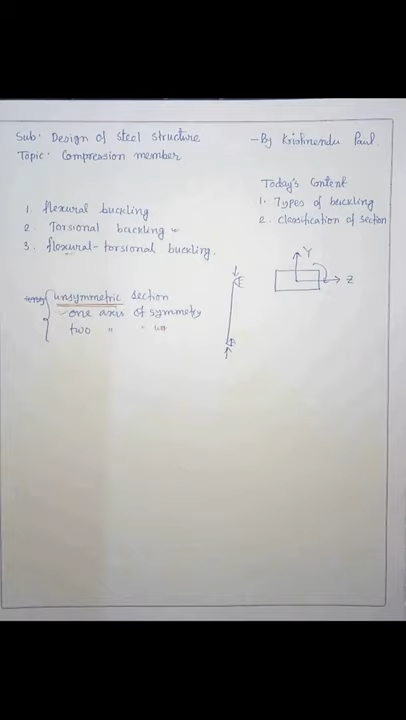 Sub: Design of steel structure
- By Krishnendu Paul.
Topic: Compression member
Today's Content
1. Types of buckling
2. Classification of section
1. flexural buckling
2. Torsional buckling
3. flexural-torsional buckling.
Y
Z
unsymmetric section
one axis of symmetry
two " "